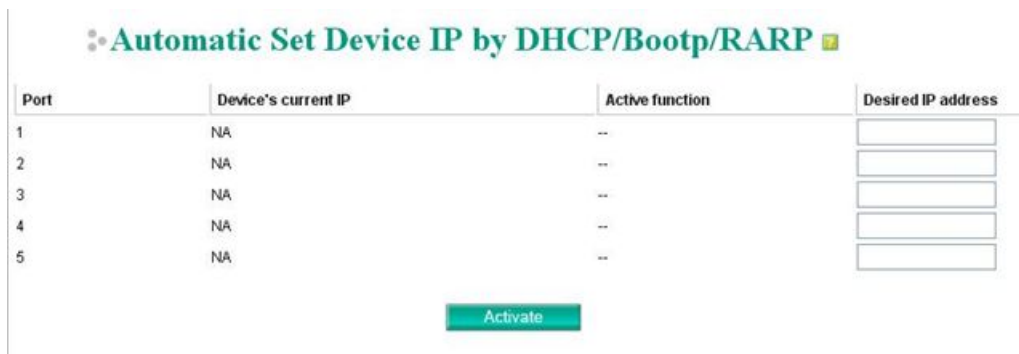 Automatic Set Device IP by DHCP/Bootp/RARP
Port Device's current IP Active function Desired IP address
1 NA --
2 NA --
3 NA --
4 NA --
5 NA --
Activate